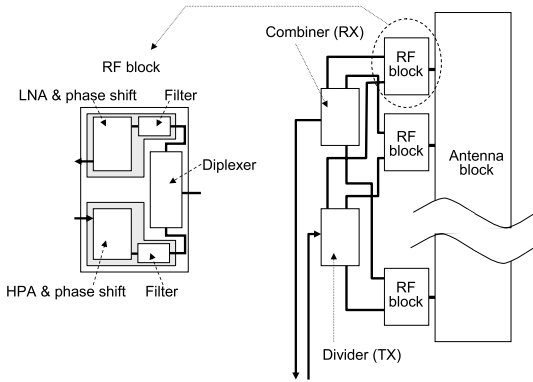 Combiner (RX)
RF block
RF
block
LNA & phase shift
Filter
RF
block
Antenna
block
Diplexer
HPA & phase shift
Filter
RF
block
Divider (TX)